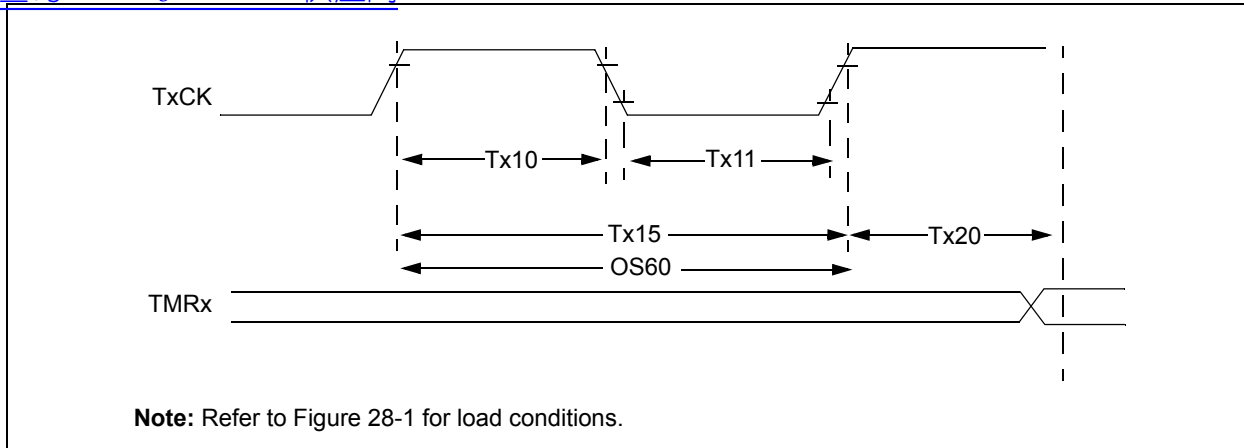 TxCK
Tx10
Tx11
Tx15
Tx20
OS60
TMRx
Note: Refer to Figure 28-1 for load conditions.